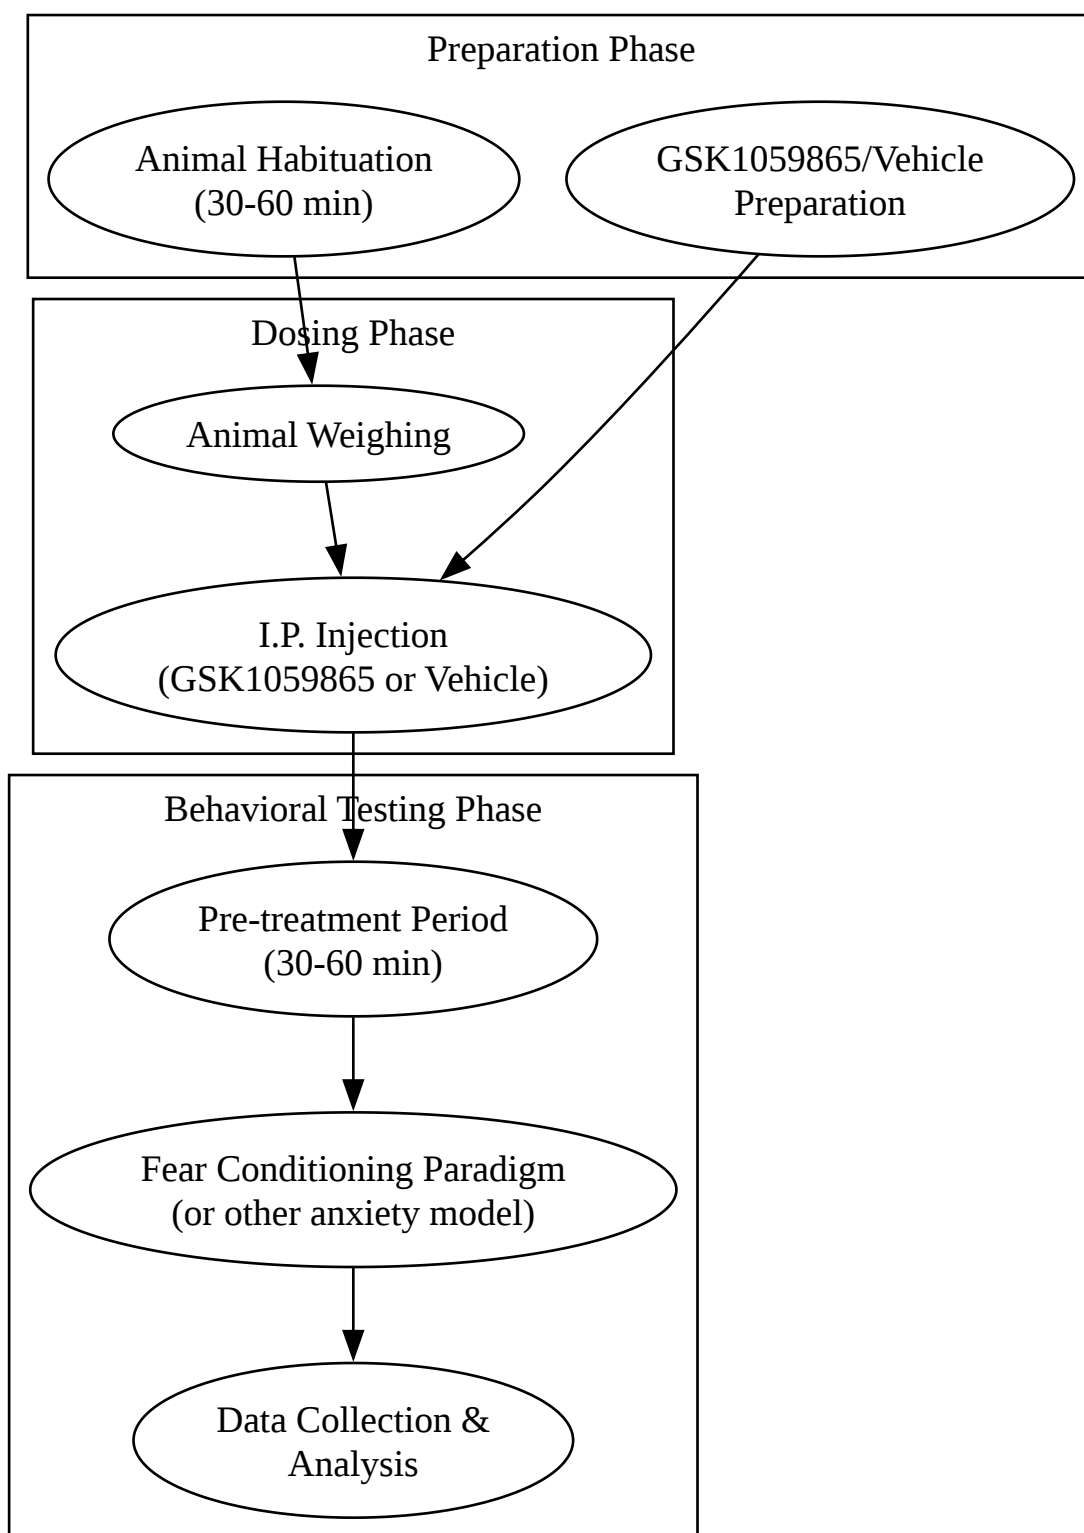 Preparation Phase
Animal Habituation
(30-60 min)
GSK1059865/Vehicle
Preparation
Dosing Phase
Animal Weighing
I.P. Injection
(GSK1059865 or Vehicle)
Behavioral Testing Phase
Pre-treatment Period
(30-60 min)
Fear Conditioning Paradigm
(or other anxiety model)
Data Collection &
Analysis